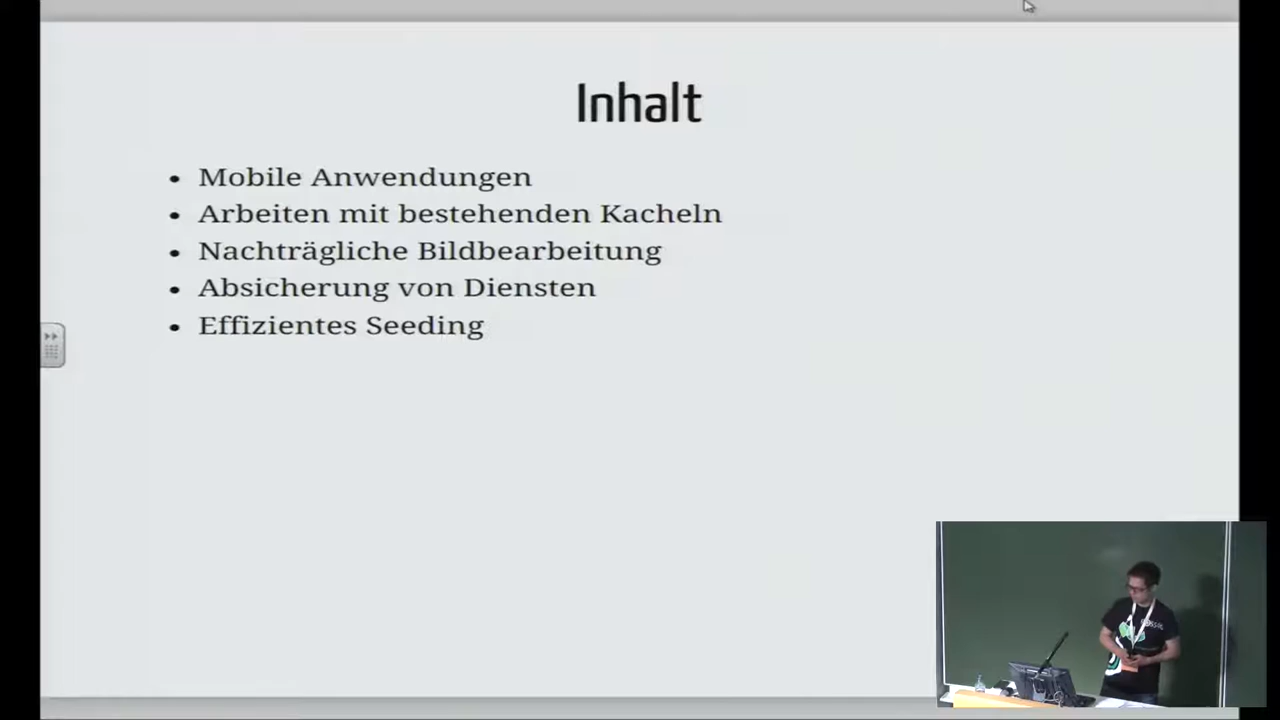 Inhalt
Mobile Anwendungen
Arbeiten mit bestehenden Kacheln
Nachträgliche Bildbearbeitung
Absicherung von Diensten
Effizientes Seeding